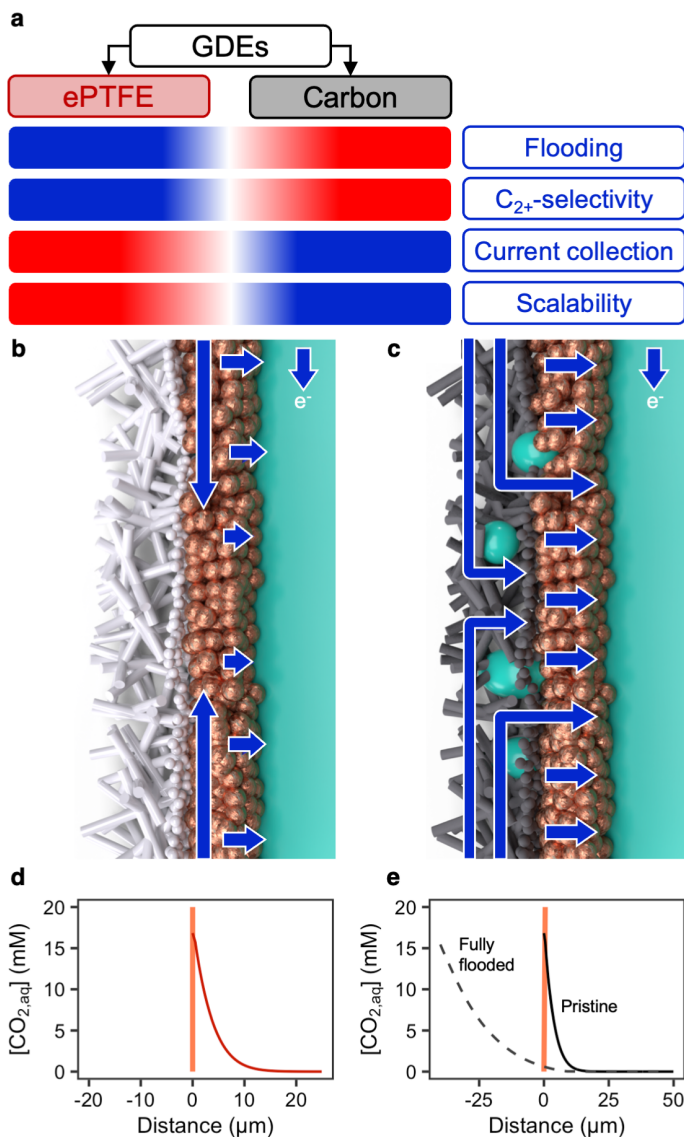 a
GDEs
ePTFE
Carbon
Flooding
C₂₊-selectivity
Current collection
Scalability
b
e⁻
c
e⁻
d
[CO₂,aq] (mM)
20
15
10
5
0
-20
0
20
Distance (μm)
e
[CO₂,aq] (mM)
20
15
10
5
0
Fully
flooded
Pristine
-25
0
25
50
Distance (μm)